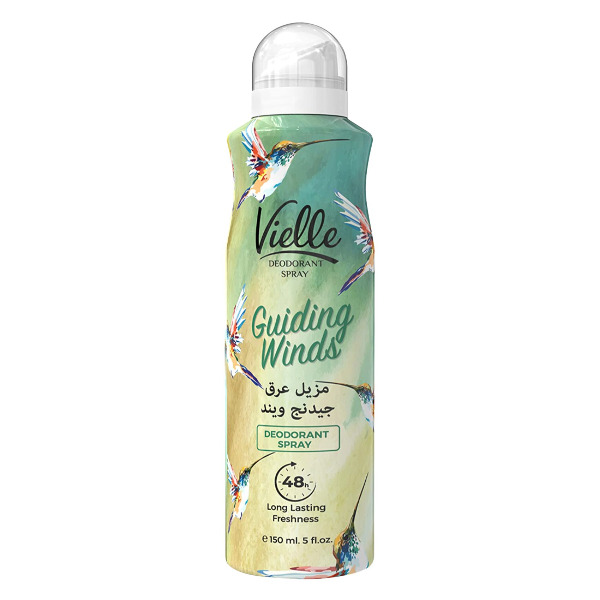 Vielle
DEODORANT
SPRAY
Guiding
Winds
مزيل عرق
جيدنج ويند
DEODORANT
SPRAY
48h
Long Lasting
Freshness
e 150 ml. 5 fl.oz.